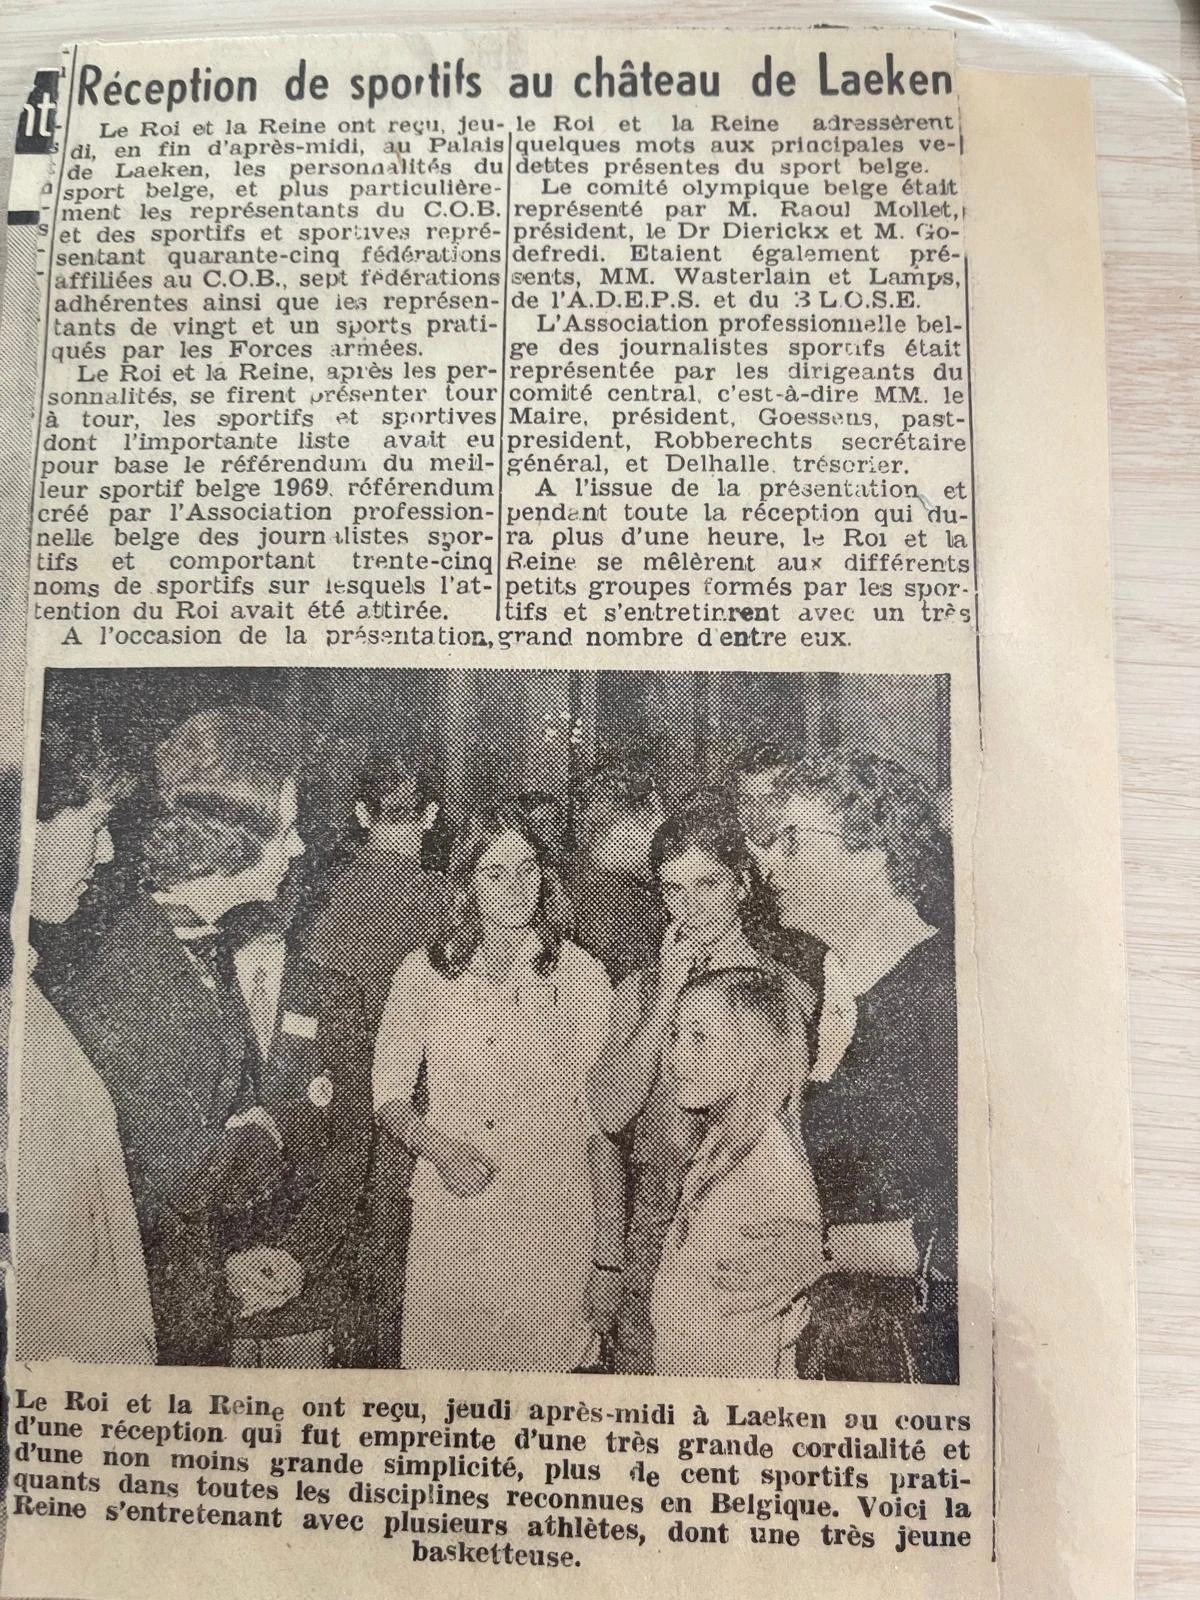 nt
Réception de sportifs au château de Laeken
Le Roi et la Reine ont reçu, jeu-
di, en fin d'après-midi, au Palais
de Laeken, les personnalités du
sport belge, et plus particulière-
ment les représentants du C.O.B.
et des sportifs et sportives repré-
sentant quarante-cinq fédérations
affiliées au C.O.B., sept fédérations
adhérentes ainsi que les représen-
tants de vingt et un sports prati-
qués par les Forces armées.
Le Roi et la Reine, après les per-
sonnalités, se firent présenter tour
à tour, les sportifs et sportives
dont l'importante liste avait eu
pour base le référendum du meil-
leur sportif belge 1969, référendum
créé par l'Association profession-
nelle belge des journalistes spor-
tifs et comportant trente-cinq
noms de sportifs sur lesquels l'at-
tention du Roi avait été attirée.
A l'occasion de la présentation,
le Roi et la Reine adressèrent
quelques mots aux principales ve-
dettes présentes du sport belge.
Le comité olympique belge était
représenté par M. Raoul Mollet,
président, le Dr Dierickx et M. Go-
defredi. Etaient également pré-
sents, MM. Wasterlain et Lamps,
de l'A.D.E.P.S. et du B.L.O.S.E.
L'Association professionnelle bel-
ge des journalistes sportifs était
représentée par les dirigeants du
comité central, c'est-à-dire MM. le
Maire, président, Goessens, past-
president, Robberechts secrétaire
général, et Delhalle, trésorier.
A l'issue de la présentation et
pendant toute la réception qui du-
ra plus d'une heure, le Roi et la
Reine se mêlèrent aux différents
petits groupes formés par les spor-
tifs et s'entretinrent avec un très
grand nombre d'entre eux.
Le Roi et la Reine ont reçu, jeudi après-midi à Laeken au cours
d'une réception qui fut empreinte d'une très grande cordialité et
d'une non moins grande simplicité, plus de cent sportifs prati-
quants dans toutes les disciplines reconnues en Belgique. Voici la
Reine s'entretenant avec plusieurs athlètes, dont une très jeune
basketteuse.